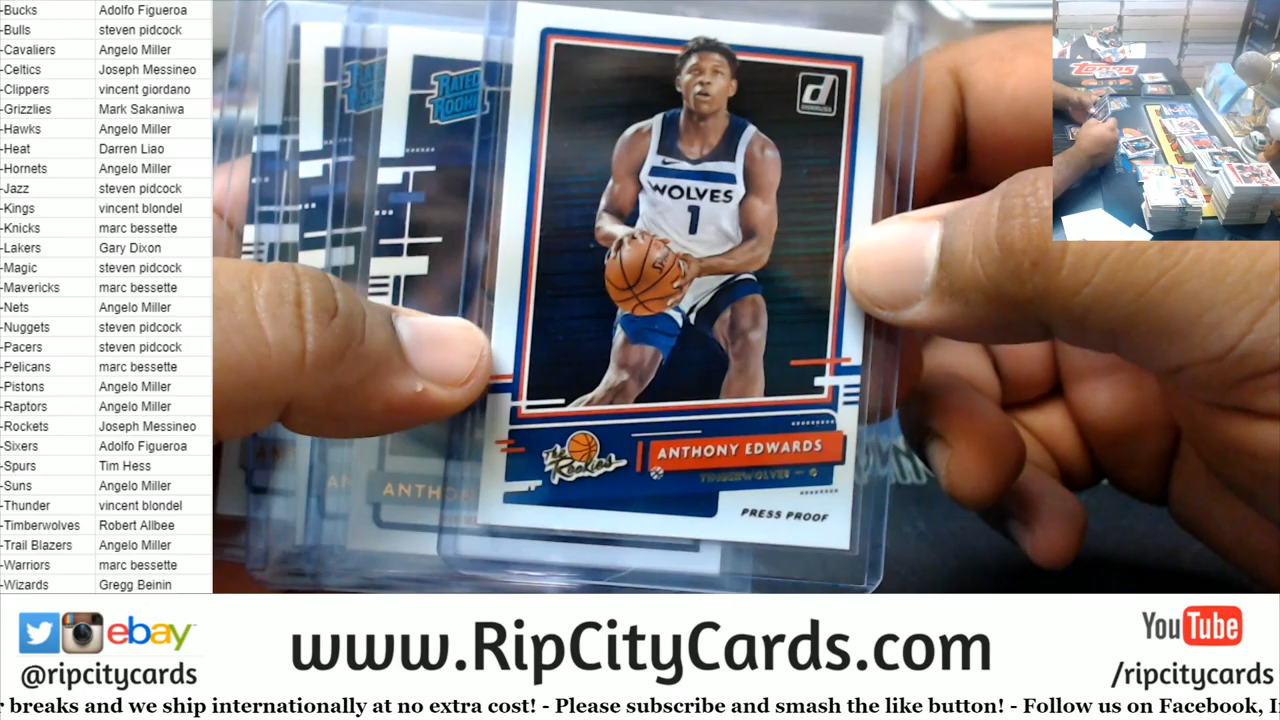 -Bucks Adolfo Figueroa
-Bulls steven pidcock
-Cavaliers Angelo Miller
-Celtics Joseph Messineo
-Clippers vincent giordano
-Grizzlies Mark Sakaniwa
-Hawks Angelo Miller
-Heat Darren Liao
-Hornets Angelo Miller
-Jazz steven pidcock
-Kings vincent blondel
-Knicks marc bessette
-Lakers Gary Dixon
-Magic steven pidcock
-Mavericks marc bessette
-Nets Angelo Miller
-Nuggets steven pidcock
-Pacers steven pidcock
-Pelicans marc bessette
-Pistons Angelo Miller
-Raptors Angelo Miller
-Rockets Joseph Messineo
-Sixers Adolfo Figueroa
-Spurs Tim Hess
-Suns Angelo Miller
-Thunder vincent blondel
-Timberwolves Robert Allbee
-Trail Blazers Angelo Miller
-Warriors marc bessette
-Wizards Gregg Beinin
RATED
ROOKI
ANTHO
AN
WOLVES
1
The Rookies
ANTHONY EDWARDS
TIMBERWOLVES - G
PRESS PROOF
Topps
ebay
@ripcitycards
www.RipCityCards.com
YouTube
/ripcitycards
r breaks and we ship internationally at no extra cost! - Please subscribe and smash the like button! - Follow us on Facebook, I